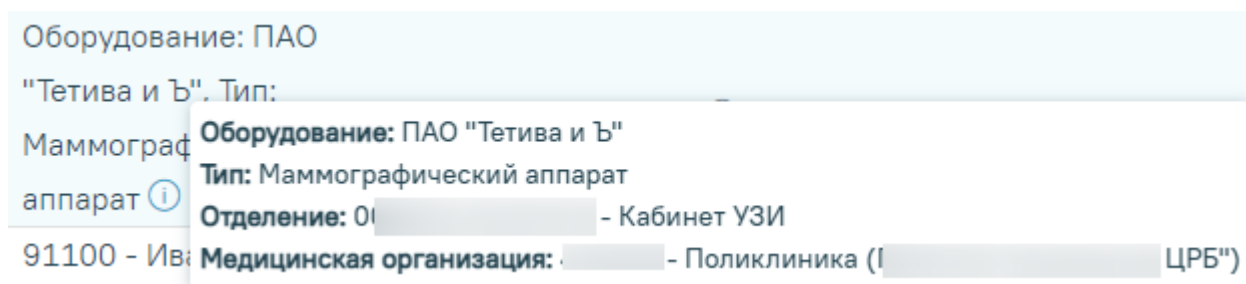 Оборудование: ПАО
"Тетива и Ъ", Тип:
Маммограф
аппарат
Оборудование: ПАО "Тетива и Ъ"
Тип: Маммографический аппарат
Отделение: - Кабинет УЗИ
Медицинская организация: - Поликлиника ( ЦРБ")
91100 - Ива